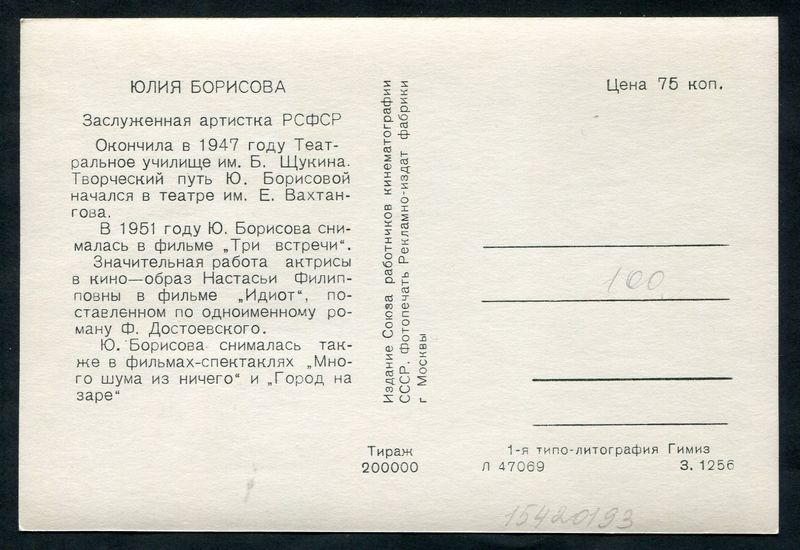 ЮЛИЯ БОРИСОВА
Заслуженная артистка РСФСР
Окончила в 1947 году Теат-
ральное училище им. Б. Щукина.
Творческий путь Ю. Борисовой
начался в театре им. Е. Вахтан-
гова.
В 1951 году Ю. Борисова сни-
малась в фильме „Три встречи“.
Значительная работа актрисы
в кино—образ Настасьи Филип-
повны в фильме „Идиот“, по-
ставленном по одноименному ро-
ману Ф. Достоевского.
Ю. Борисова снималась так-
же в фильмах-спектаклях „Мно-
го шума из ничего“ и „Город на
заре“
Издание Союза работников кинематографии
СССР. Фотопечать Рекламно-издат фабрики
г Москвы
Тираж
200000
Цена 75 коп.
100
1-я типо-литография Гимиз
Л 47069 З. 1256
15420193